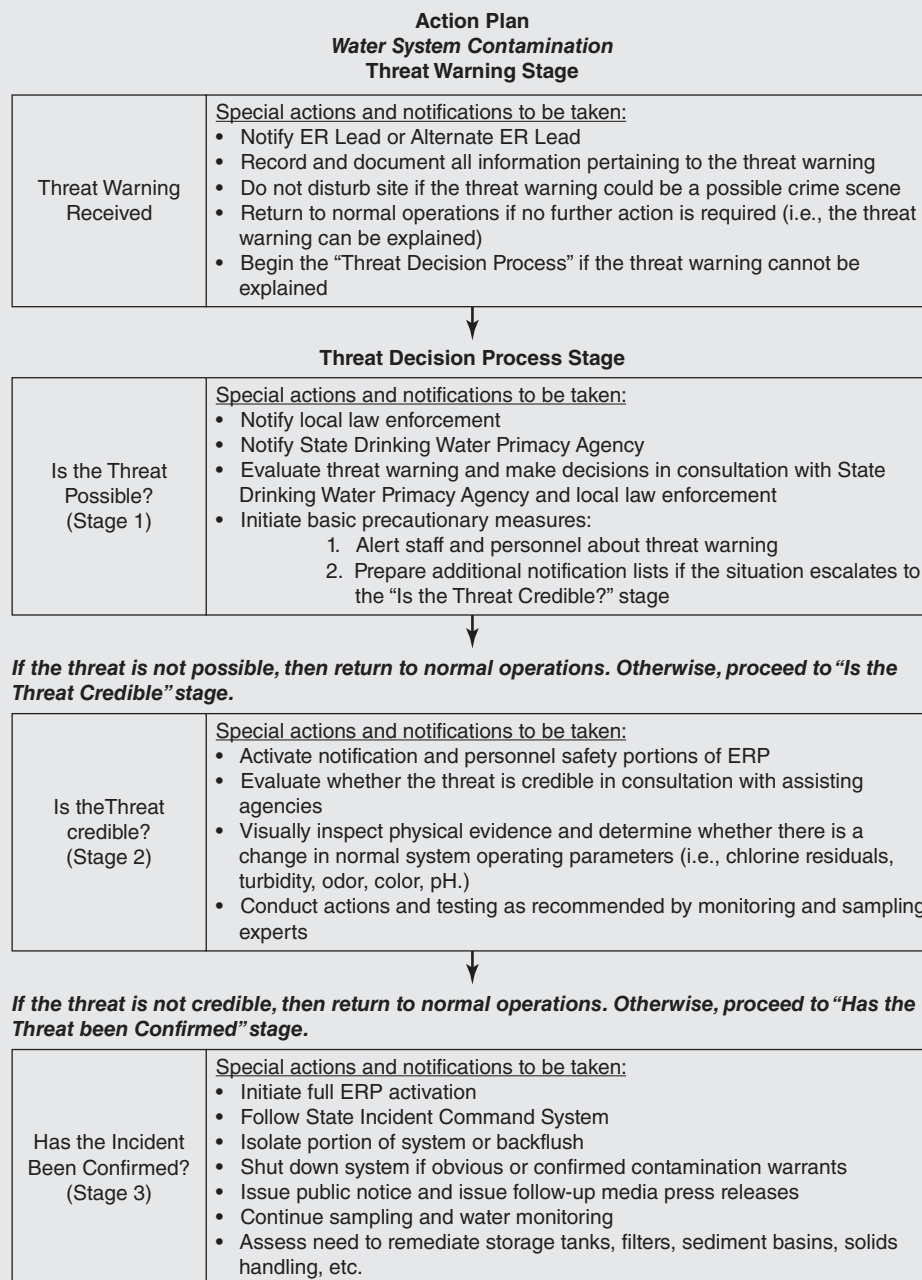 Action Plan
Water System Contamination
Threat Warning Stage
Threat Warning
Received
Special actions and notifications to be taken:
• Notify ER Lead or Alternate ER Lead
• Record and document all information pertaining to the threat warning
• Do not disturb site if the threat warning could be a possible crime scene
• Return to normal operations if no further action is required (i.e., the threat
warning can be explained)
• Begin the “Threat Decision Process” if the threat warning cannot be
explained
Threat Decision Process Stage
Is the Threat
Possible?
(Stage 1)
Special actions and notifications to be taken:
• Notify local law enforcement
• Notify State Drinking Water Primacy Agency
• Evaluate threat warning and make decisions in consultation with State
Drinking Water Primacy Agency and local law enforcement
• Initiate basic precautionary measures:
1. Alert staff and personnel about threat warning
2. Prepare additional notification lists if the situation escalates to
the “Is the Threat Credible?” stage
If the threat is not possible, then return to normal operations. Otherwise, proceed to “Is the
Threat Credible” stage.
Is theThreat
credible?
(Stage 2)
Special actions and notifications to be taken:
• Activate notification and personnel safety portions of ERP
• Evaluate whether the threat is credible in consultation with assisting
agencies
• Visually inspect physical evidence and determine whether there is a
change in normal system operating parameters (i.e., chlorine residuals,
turbidity, odor, color, pH.)
• Conduct actions and testing as recommended by monitoring and sampling
experts
If the threat is not credible, then return to normal operations. Otherwise, proceed to “Has the
Threat been Confirmed” stage.
Has the Incident
Been Confirmed?
(Stage 3)
Special actions and notifications to be taken:
• Initiate full ERP activation
• Follow State Incident Command System
• Isolate portion of system or backflush
• Shut down system if obvious or confirmed contamination warrants
• Issue public notice and issue follow-up media press releases
• Continue sampling and water monitoring
• Assess need to remediate storage tanks, filters, sediment basins, solids
handling, etc.